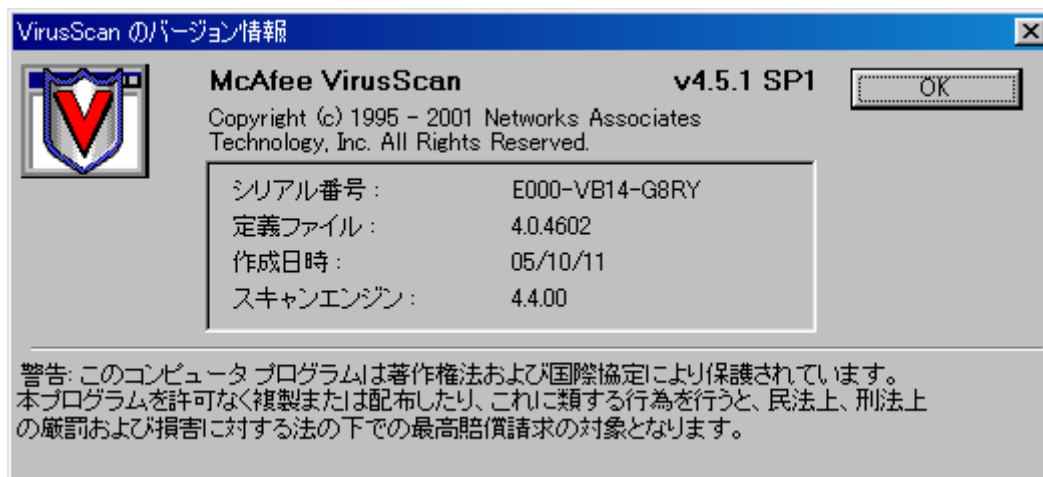 VirusScan のバージョン情報
McAfee VirusScan v4.5.1 SP1
OK
Copyright (c) 1995 - 2001 Networks Associates
Technology, Inc. All Rights Reserved.
シリアル番号 : E000-VB14-G8RY
定義ファイル : 4.0.4602
作成日時 : 05/10/11
スキャンエンジン : 4.4.00
警告: このコンピュータ プログラムは著作権法および国際協定により保護されています。
本プログラムを許可なく複製または配布したり、これに類する行為を行うと、民法上、刑法上
の厳罰および損害に対する法の下での最高賠償請求の対象となります。